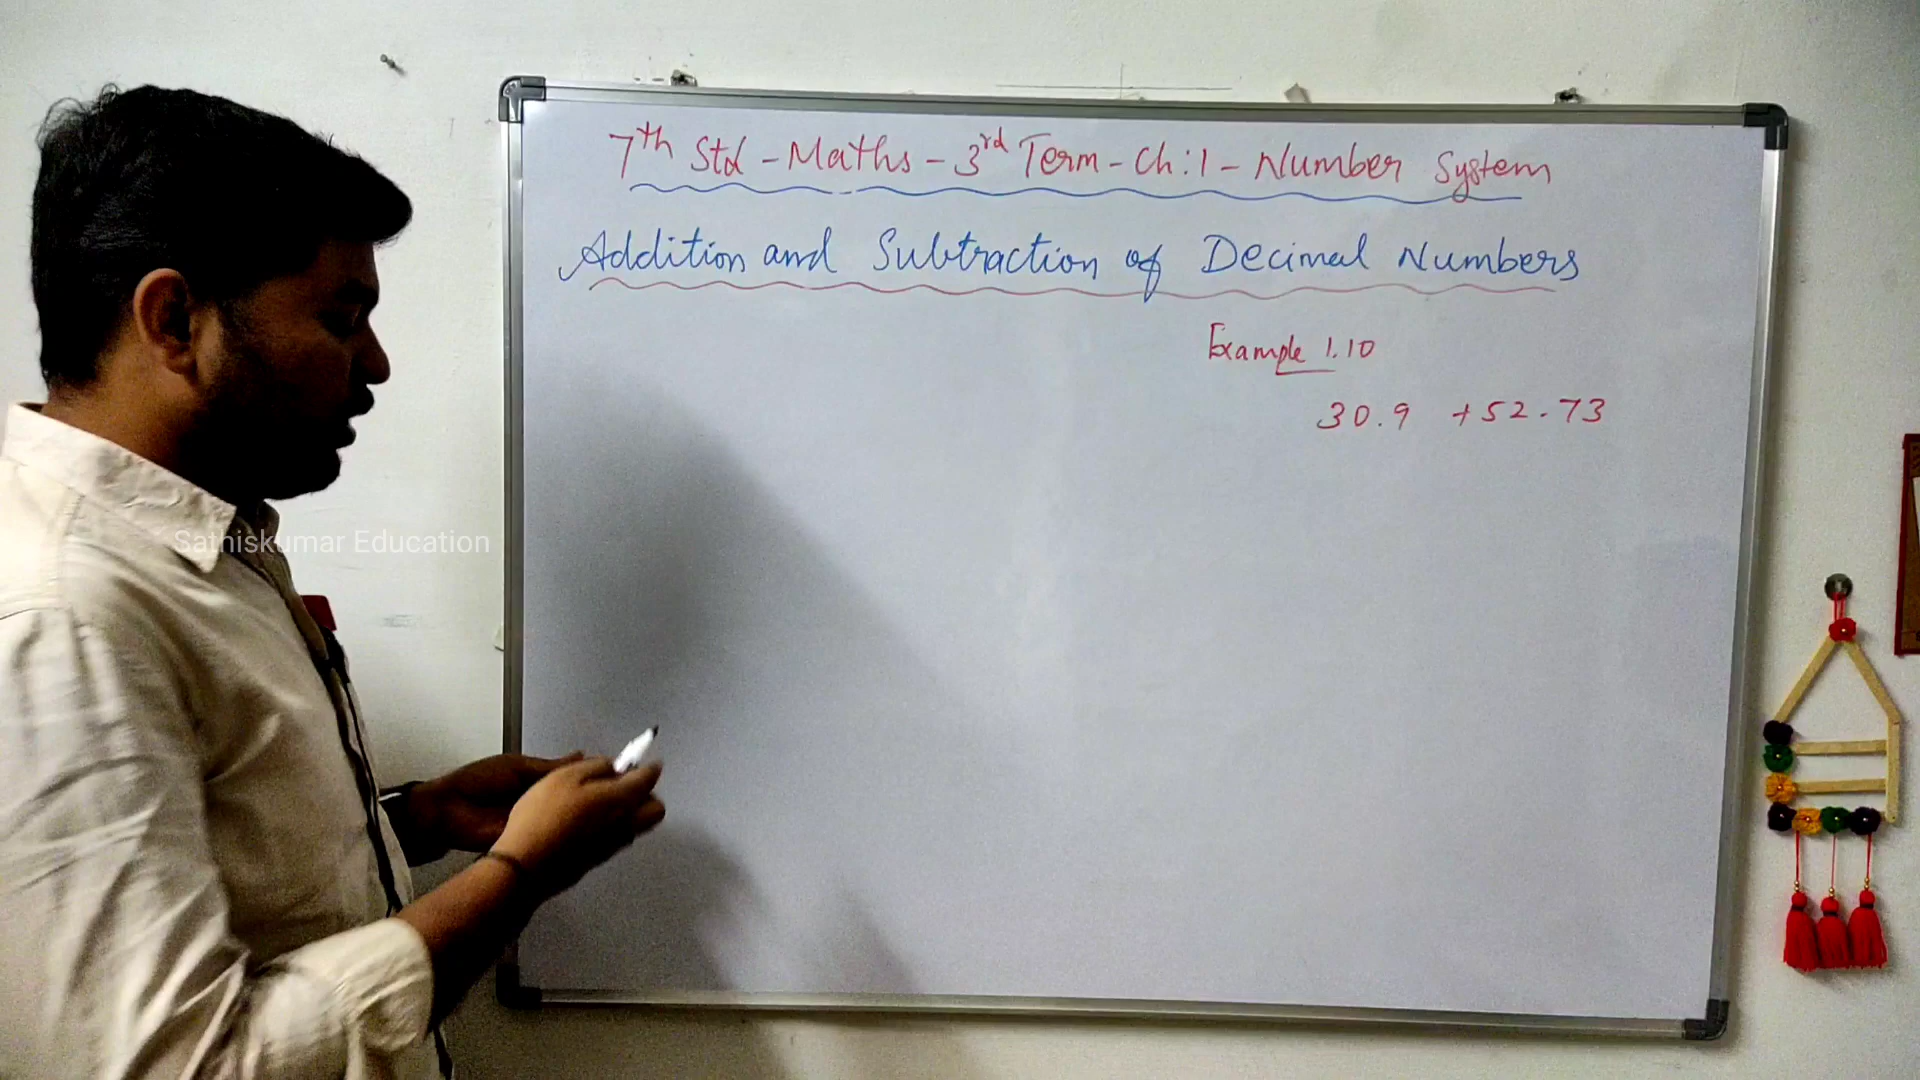 7th Std - Maths - 3rd Term - Ch:1 - Number System
Addition and Subtraction of Decimal Numbers
Example 1.10
30.9 +52.73
Sathiskumar Education